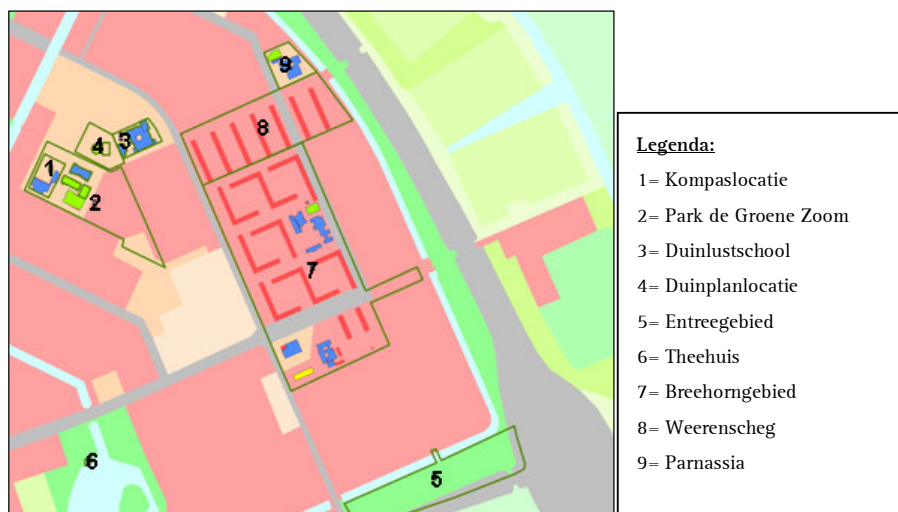 9
8
3
4
1
2
7
6
5
Legenda:
1= Kompaslocatie
2= Park de Groene Zoom
3= Duinlustschool
4= Duinplanlocatie
5= Entreegebied
6= Theehuis
7= Breehorngebied
8= Weerenscheg
9= Parnassia